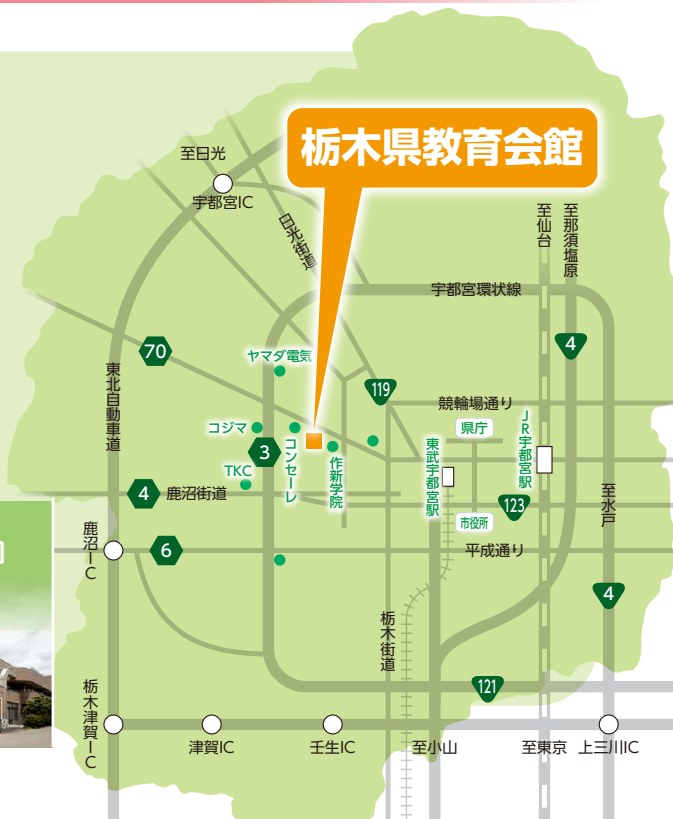 栃木県教育会館
至日光
宇都宮IC
日光街道
至仙台
至那須塩原
宇都宮環状線
70
4
ヤマダ電気
東北自動車道
119
競輪場通り
コジマ
3
コンセーレ
作新学院
県庁
JR宇都宮駅
東武宇都宮駅
TKC
4
鹿沼街道
123
至水戸
市役所
鹿沼IC
6
平成通り
4
栃木街道
121
栃木津賀IC
津賀IC
壬生IC
至小山
至東京
上三川IC